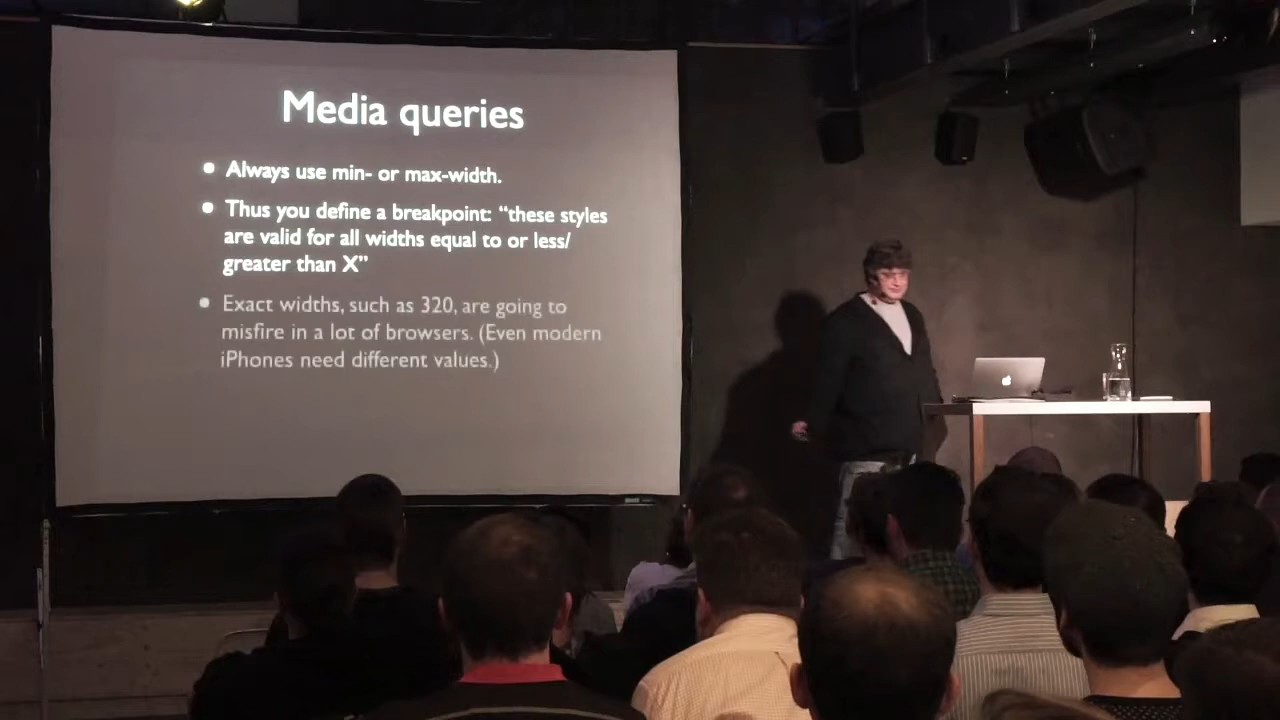 Media queries
• Always use min- or max-width.
• Thus you define a breakpoint: “these styles
are valid for all widths equal to or less/
greater than X”
• Exact widths, such as 320, are going to
misfire in a lot of browsers. (Even modern
iPhones need different values.)